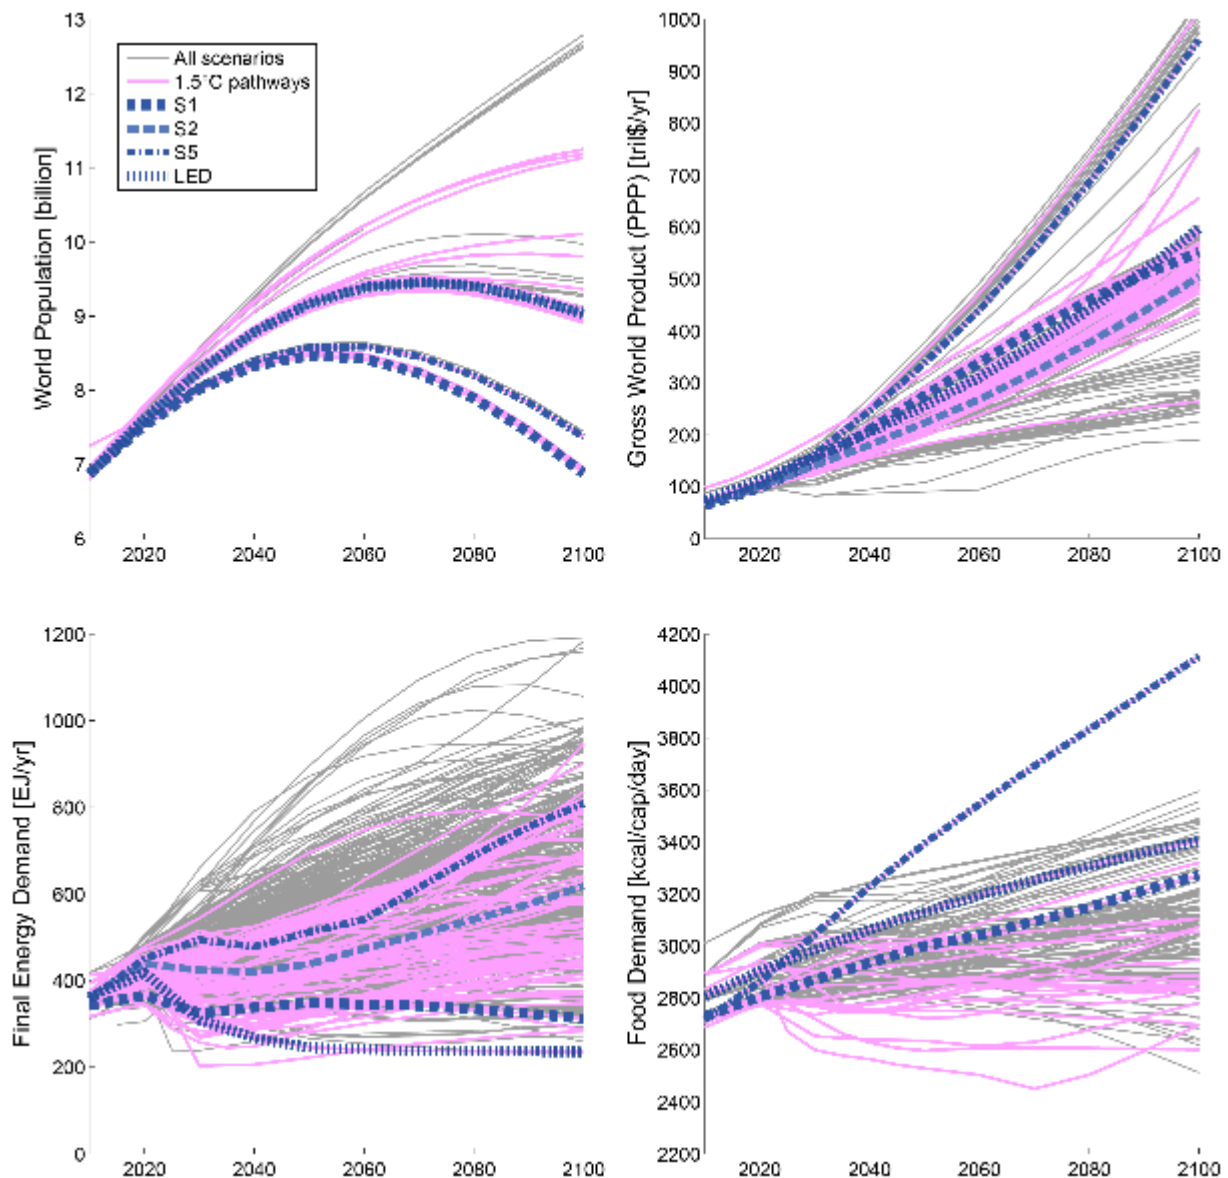 13
12
11
10
9
8
7
6
World Population [billion]
All scenarios
1.5°C pathways
S1
S2
S5
LED
2020 2040 2060 2080 2100
1000
900
800
700
600
500
400
300
200
100
0
Gross World Product (PPP) [tril$/yr]
2020 2040 2060 2080 2100
1200
1000
800
600
400
200
0
Final Energy Demand [EJ/yr]
2020 2040 2060 2080 2100
4200
4000
3800
3600
3400
3200
3000
2800
2600
2400
2200
Food Demand [kcal/cap/day]
2020 2040 2060 2080 2100